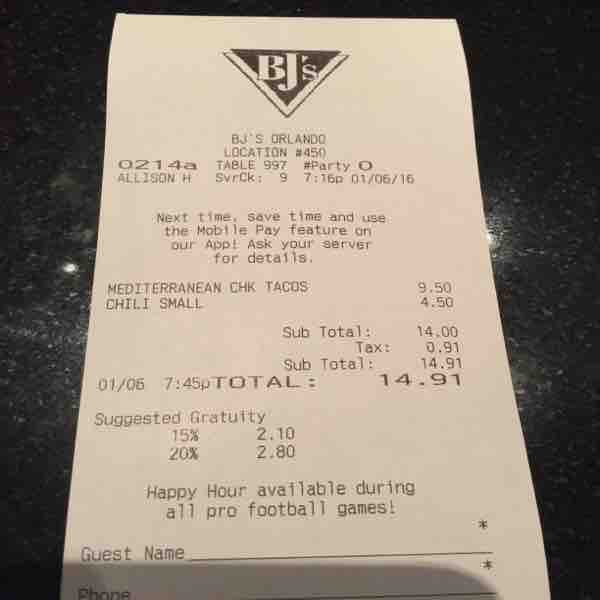 BJ's
BJ'S ORLANDO
LOCATION #450
0214a TABLE 997 #Party 0
ALLISON H SvrCk: 9 7:16p 01/06/16
Next time, save time and use
the Mobile Pay feature on
our App! Ask your server
for details.
MEDITERRANEAN CHK TACOS 9.50
CHILI SMALL 4.50
Sub Total: 14.00
Tax: 0.91
Sub Total: 14.91
01/06 7:45p TOTAL: 14.91
Suggested Gratuity
15% 2.10
20% 2.80
Happy Hour available during
all pro football games!
*
Guest Name
*
Phone